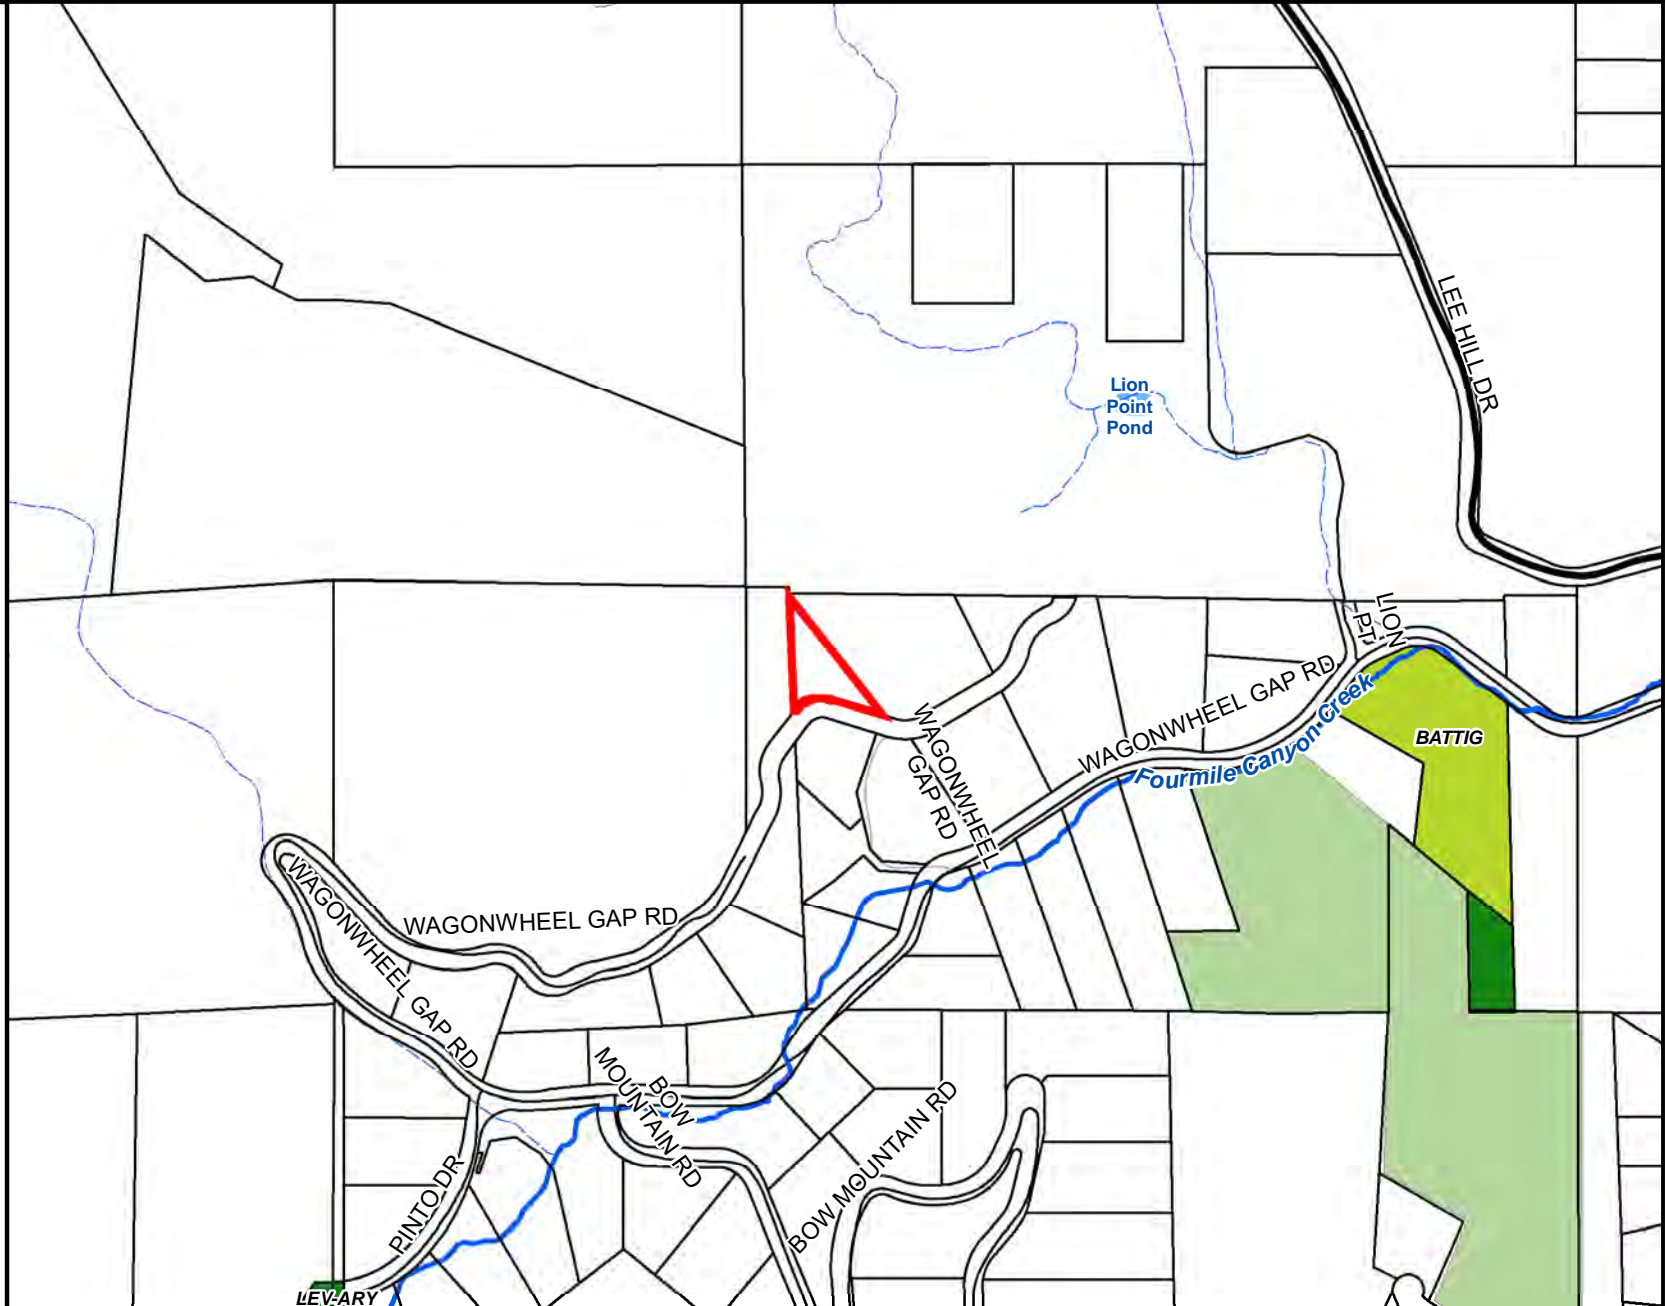 LEE HILL DR
Lion
Point
Pond
LION
PT
WAGONWHEEL GAP RD
Fourmile Canyon Creek
BATTIG
WAGONWHEEL
GAP RD
WAGONWHEEL GAP RD
WAGONWHEEL GAP RD
BOW
MOUNTAIN RD
BOW MOUNTAIN RD
PINTO DR
LEV-ARY